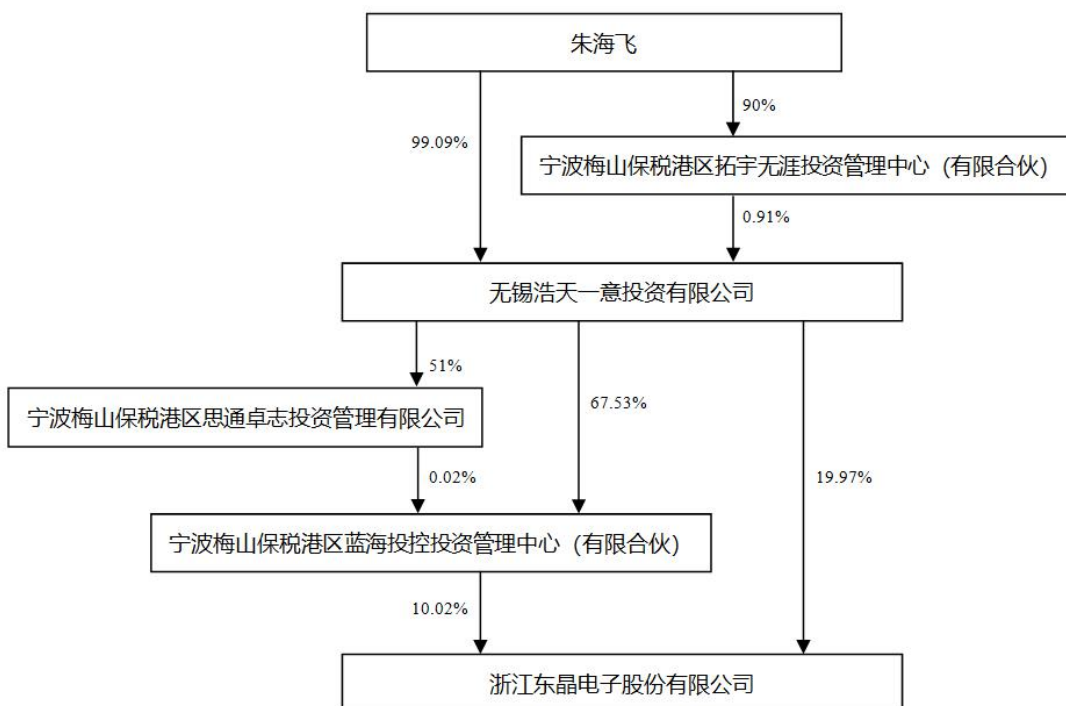 朱海飞
90%
99.09%
宁波梅山保税港区拓宇无涯投资管理中心（有限合伙）
0.91%
无锡浩天一意投资有限公司
51%
宁波梅山保税港区思通卓志投资管理有限公司
67.53%
0.02%
19.97%
宁波梅山保税港区蓝海投控投资管理中心（有限合伙）
10.02%
浙江东晶电子股份有限公司